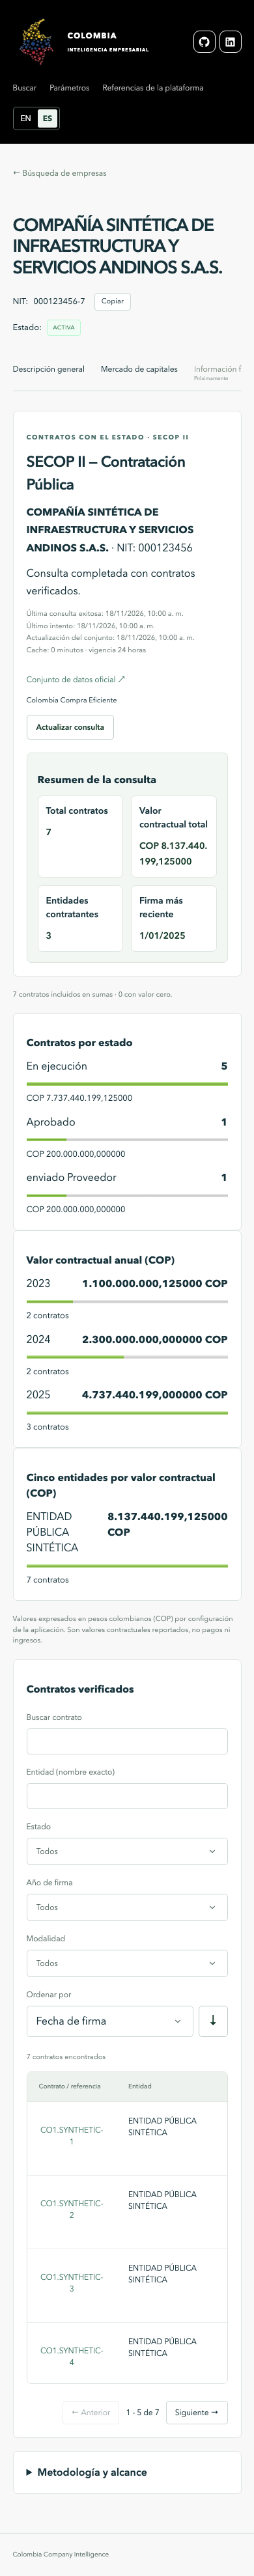 COLOMBIA
INTELIGENCIA EMPRESARIAL
Buscar Parámetros Referencias de la plataforma
EN ES
← Búsqueda de empresas
COMPAÑÍA SINTÉTICA DE
INFRAESTRUCTURA Y
SERVICIOS ANDINOS S.A.S.
NIT: 000123456-7 Copiar
Estado: ACTIVA
Descripción general Mercado de capitales Información f
Próximamente
CONTRATOS CON EL ESTADO · SECOP II
SECOP II — Contratación
Pública
COMPAÑÍA SINTÉTICA DE
INFRAESTRUCTURA Y SERVICIOS
ANDINOS S.A.S. · NIT: 000123456
Consulta completada con contratos
verificados.
Última consulta exitosa: 18/11/2026, 10:00 a. m.
Último intento: 18/11/2026, 10:00 a. m.
Actualización del conjunto: 18/11/2026, 10:00 a. m.
Cache: 0 minutos · vigencia 24 horas
Conjunto de datos oficial ↗
Colombia Compra Eficiente
Actualizar consulta
Resumen de la consulta
Total contratos
7
Valor
contractual total
COP 8.137.440.
199,125000
Entidades
contratantes
3
Firma más
reciente
1/01/2025
7 contratos incluidos en sumas · 0 con valor cero.
Contratos por estado
En ejecución 5
COP 7.737.440.199,125000
Aprobado 1
COP 200.000.000,000000
enviado Proveedor 1
COP 200.000.000,000000
Valor contractual anual (COP)
2023 1.100.000.000,125000 COP
2 contratos
2024 2.300.000.000,000000 COP
2 contratos
2025 4.737.440.199,000000 COP
3 contratos
Cinco entidades por valor contractual
(COP)
ENTIDAD
PÚBLICA
SINTÉTICA
8.137.440.199,125000
COP
7 contratos
Valores expresados en pesos colombianos (COP) por configuración
de la aplicación. Son valores contractuales reportados, no pagos ni
ingresos.
Contratos verificados
Buscar contrato
Entidad (nombre exacto)
Estado
Todos
Año de firma
Todos
Modalidad
Todos
Ordenar por
Fecha de firma ↓
7 contratos encontrados
Contrato / referencia Entidad
CO1.SYNTHETIC-
1
ENTIDAD PÚBLICA
SINTÉTICA
CO1.SYNTHETIC-
2
ENTIDAD PÚBLICA
SINTÉTICA
CO1.SYNTHETIC-
3
ENTIDAD PÚBLICA
SINTÉTICA
CO1.SYNTHETIC-
4
ENTIDAD PÚBLICA
SINTÉTICA
← Anterior 1 - 5 de 7 Siguiente →
▶ Metodología y alcance
Colombia Company Intelligence